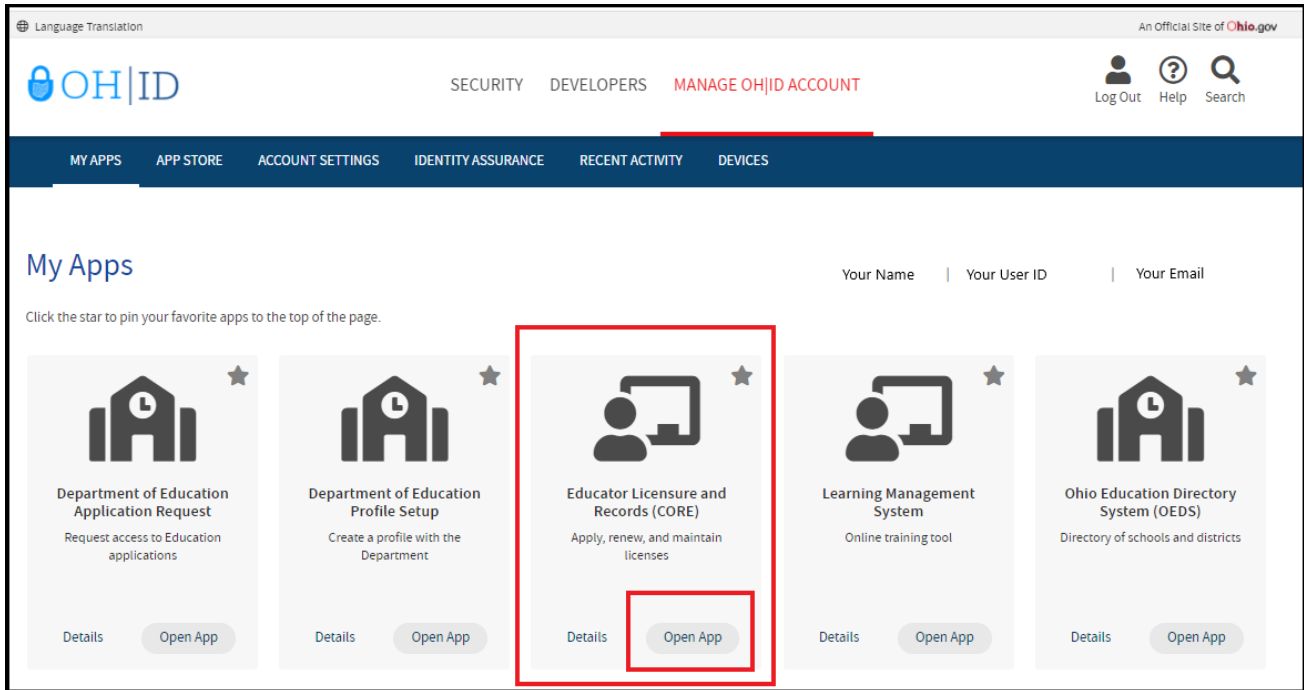 Language Translation
An Official Site of Ohio.gov
OH|ID
SECURITY DEVELOPERS MANAGE OH|ID ACCOUNT
Log Out Help Search
MY APPS APP STORE ACCOUNT SETTINGS IDENTITY ASSURANCE RECENT ACTIVITY DEVICES
My Apps
Your Name | Your User ID | Your Email
Click the star to pin your favorite apps to the top of the page.
Department of Education
Application Request
Request access to Education
applications
Details Open App
Department of Education
Profile Setup
Create a profile with the
Department
Details Open App
Educator Licensure and
Records (CORE)
Apply, renew, and maintain
licenses
Details Open App
Learning Management
System
Online training tool
Details Open App
Ohio Education Directory
System (OEDS)
Directory of schools and districts
Details Open App